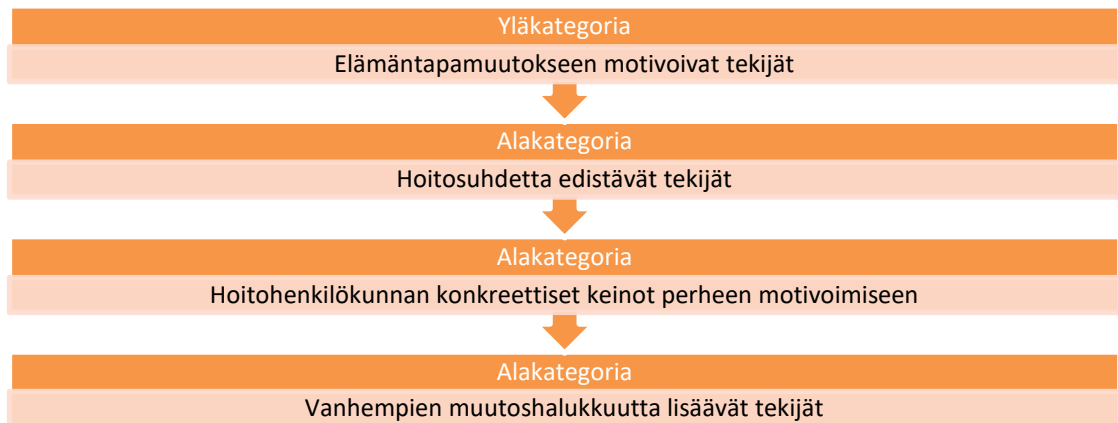 Yläkategoria
Elämäntapamuutokseen motivoivat tekijät
Alakategoria
Hoitosuhdetta edistävät tekijät
Alakategoria
Hoitohenkilökunnan konkreettiset keinot perheen motivoimiseen
Alakategoria
Vanhempien muutoshalukkuutta lisäävät tekijät